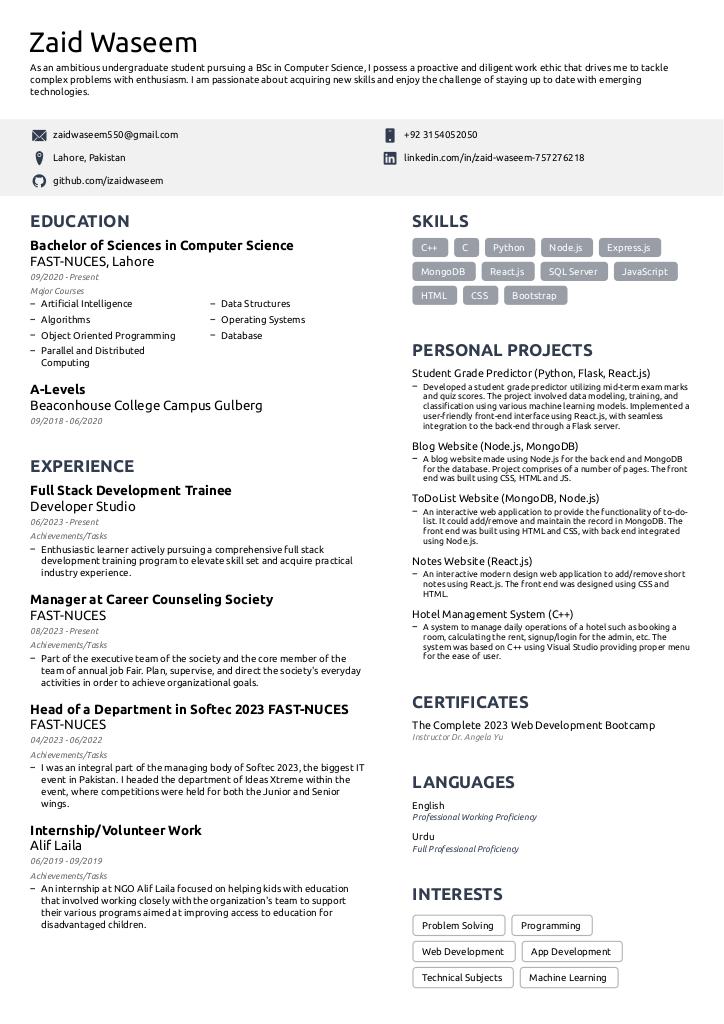 Zaid Waseem
As an ambitious undergraduate student pursuing a BSc in Computer Science, I possess a proactive and diligent work ethic that drives me to tackle
complex problems with enthusiasm. I am passionate about acquiring new skills and enjoy the challenge of staying up to date with emerging
technologies.
zaidwaseem550@gmail.com
+92 3154052050
Lahore, Pakistan
linkedin.com/in/zaid-waseem-757276218
github.com/izaidwaseem
EDUCATION
Bachelor of Sciences in Computer Science
FAST-NUCES, Lahore
09/2020 - Present
Major Courses
– Artificial Intelligence
– Data Structures
– Algorithms
– Operating Systems
– Object Oriented Programming
– Database
– Parallel and Distributed
Computing
A-Levels
Beaconhouse College Campus Gulberg
09/2018 - 06/2020
EXPERIENCE
Full Stack Development Trainee
Developer Studio
06/2023 - Present
Achievements/Tasks
– Enthusiastic learner actively pursuing a comprehensive full stack
development training program to elevate skill set and acquire practical
industry experience.
Manager at Career Counseling Society
FAST-NUCES
08/2023 - Present
Achievements/Tasks
– Part of the executive team of the society and the core member of the
team of annual job Fair. Plan, supervise, and direct the society's everyday
activities in order to achieve organizational goals.
Head of a Department in Softec 2023 FAST-NUCES
FAST-NUCES
04/2023 - 06/2022
Achievements/Tasks
– I was an integral part of the managing body of Softec 2023, the biggest IT
event in Pakistan. I headed the department of Ideas Xtreme within the
event, where competitions were held for both the Junior and Senior
wings.
Internship/Volunteer Work
Alif Laila
06/2019 - 09/2019
Achievements/Tasks
– An internship at NGO Alif Laila focused on helping kids with education
that involved working closely with the organization's team to support
their various programs aimed at improving access to education for
disadvantaged children.
SKILLS
C++ C Python Node.js Express.js
MongoDB React.js SQL Server JavaScript
HTML CSS Bootstrap
PERSONAL PROJECTS
Student Grade Predictor (Python, Flask, React.js)
– Developed a student grade predictor utilizing mid-term exam marks
and quiz scores. The project involved data modeling, training, and
classification using various machine learning models. Implemented a
user-friendly front-end interface using React.js, with seamless
integration to the back-end through a Flask server.
Blog Website (Node.js, MongoDB)
– A blog website made using Node.js for the back end and MongoDB
for the database. Project comprises of a number of pages. The front
end was built using CSS, HTML and JS.
ToDoList Website (MongoDB, Node.js)
– An interactive web application to provide the functionality of to-do-
list. It could add/remove and maintain the record in MongoDB. The
front end was built using HTML and CSS, with back end integrated
using Node.js.
Notes Website (React.js)
– An interactive modern design web application to add/remove short
notes using React.js. The front end was designed using CSS and
HTML.
Hotel Management System (C++)
– A system to manage daily operations of a hotel such as booking a
room, calculating the rent, signup/login for the admin, etc. The
system was based on C++ using Visual Studio providing proper menu
for the ease of user.
CERTIFICATES
The Complete 2023 Web Development Bootcamp
Instructor Dr. Angela Yu
LANGUAGES
English
Professional Working Proficiency
Urdu
Full Professional Proficiency
INTERESTS
Problem Solving Programming
Web Development App Development
Technical Subjects Machine Learning